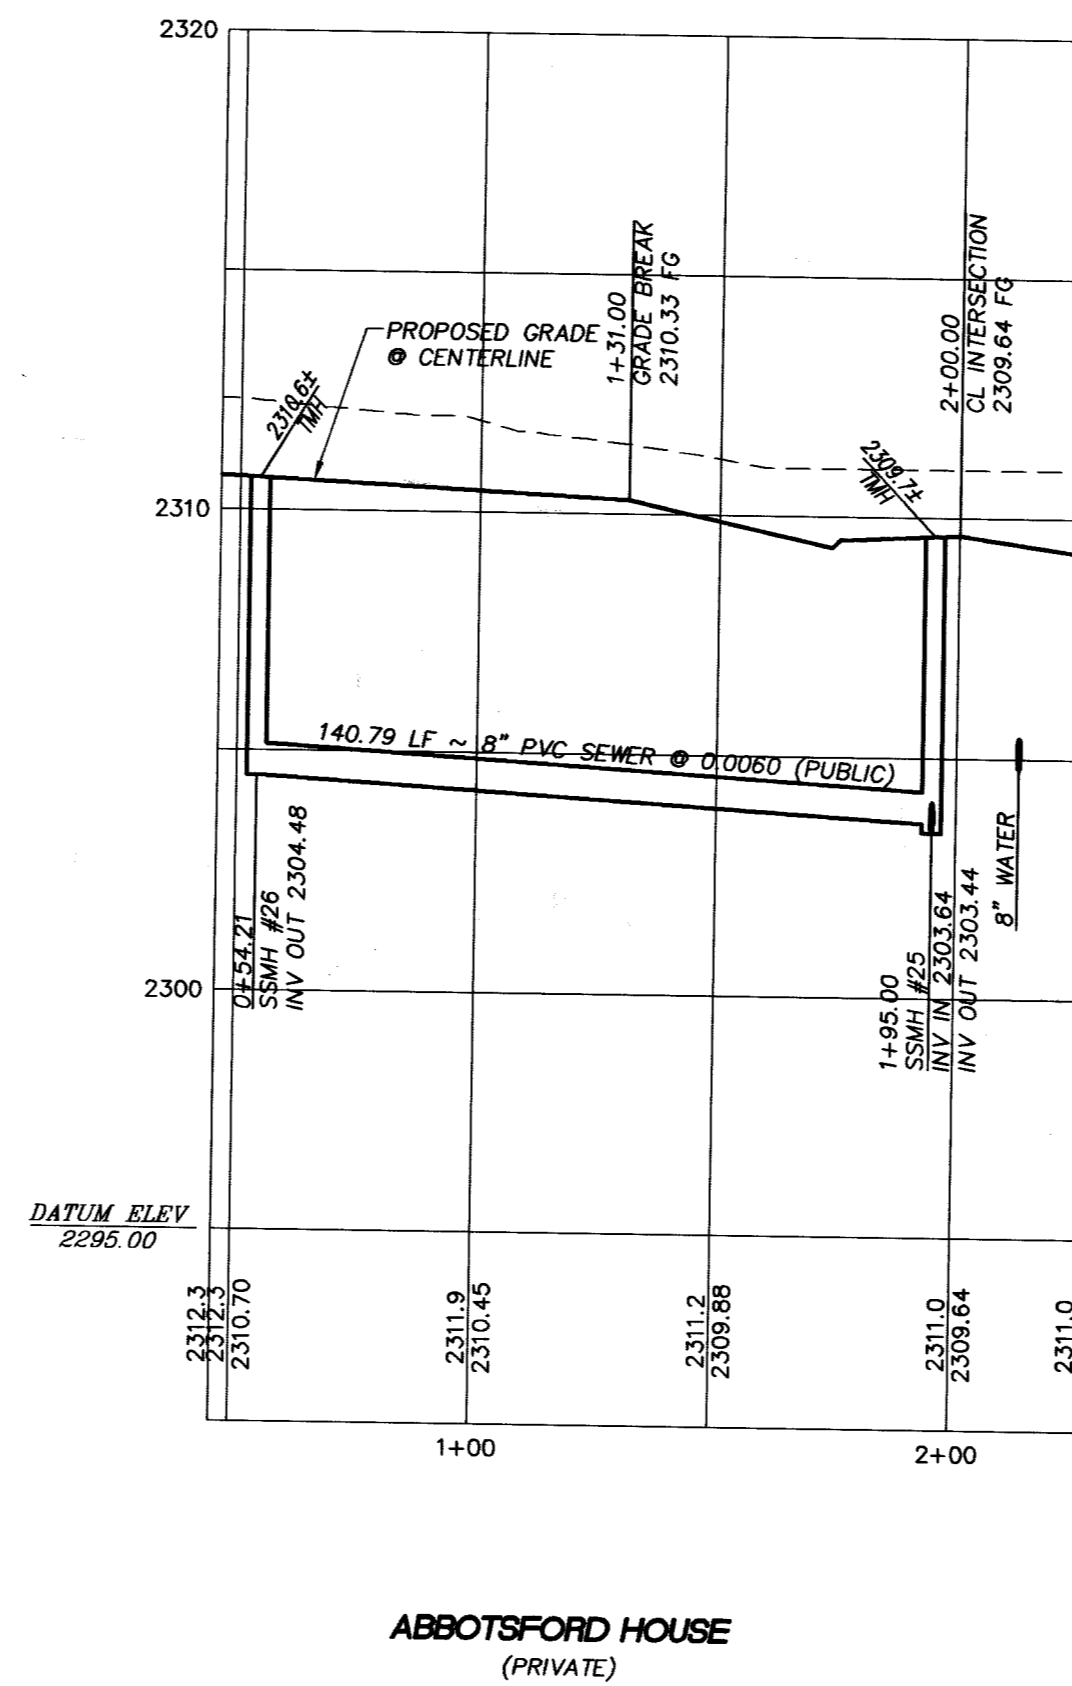 2320
1+31.00
GRADE BREAK
2310.33 FG
2+00.00
CL INTERSECTION
2309.64 FG
PROPOSED GRADE
@ CENTERLINE
2310.6±
TMH
2309.7±
TMH
2310
140.79 LF ~ 8" PVC SEWER @ 0.0060 (PUBLIC)
0+54.21
SSMH #26
INV OUT 2304.48
1+95.00
SSMH #25
INV IN 2303.64
INV OUT 2303.44
8" WATER
2300
DATUM ELEV
2295.00
2312.3
2312.3
2310.70
2311.9
2310.45
2311.2
2309.88
2311.0
2309.64
2311.0
1+00
2+00
ABBOTSFORD HOUSE
(PRIVATE)